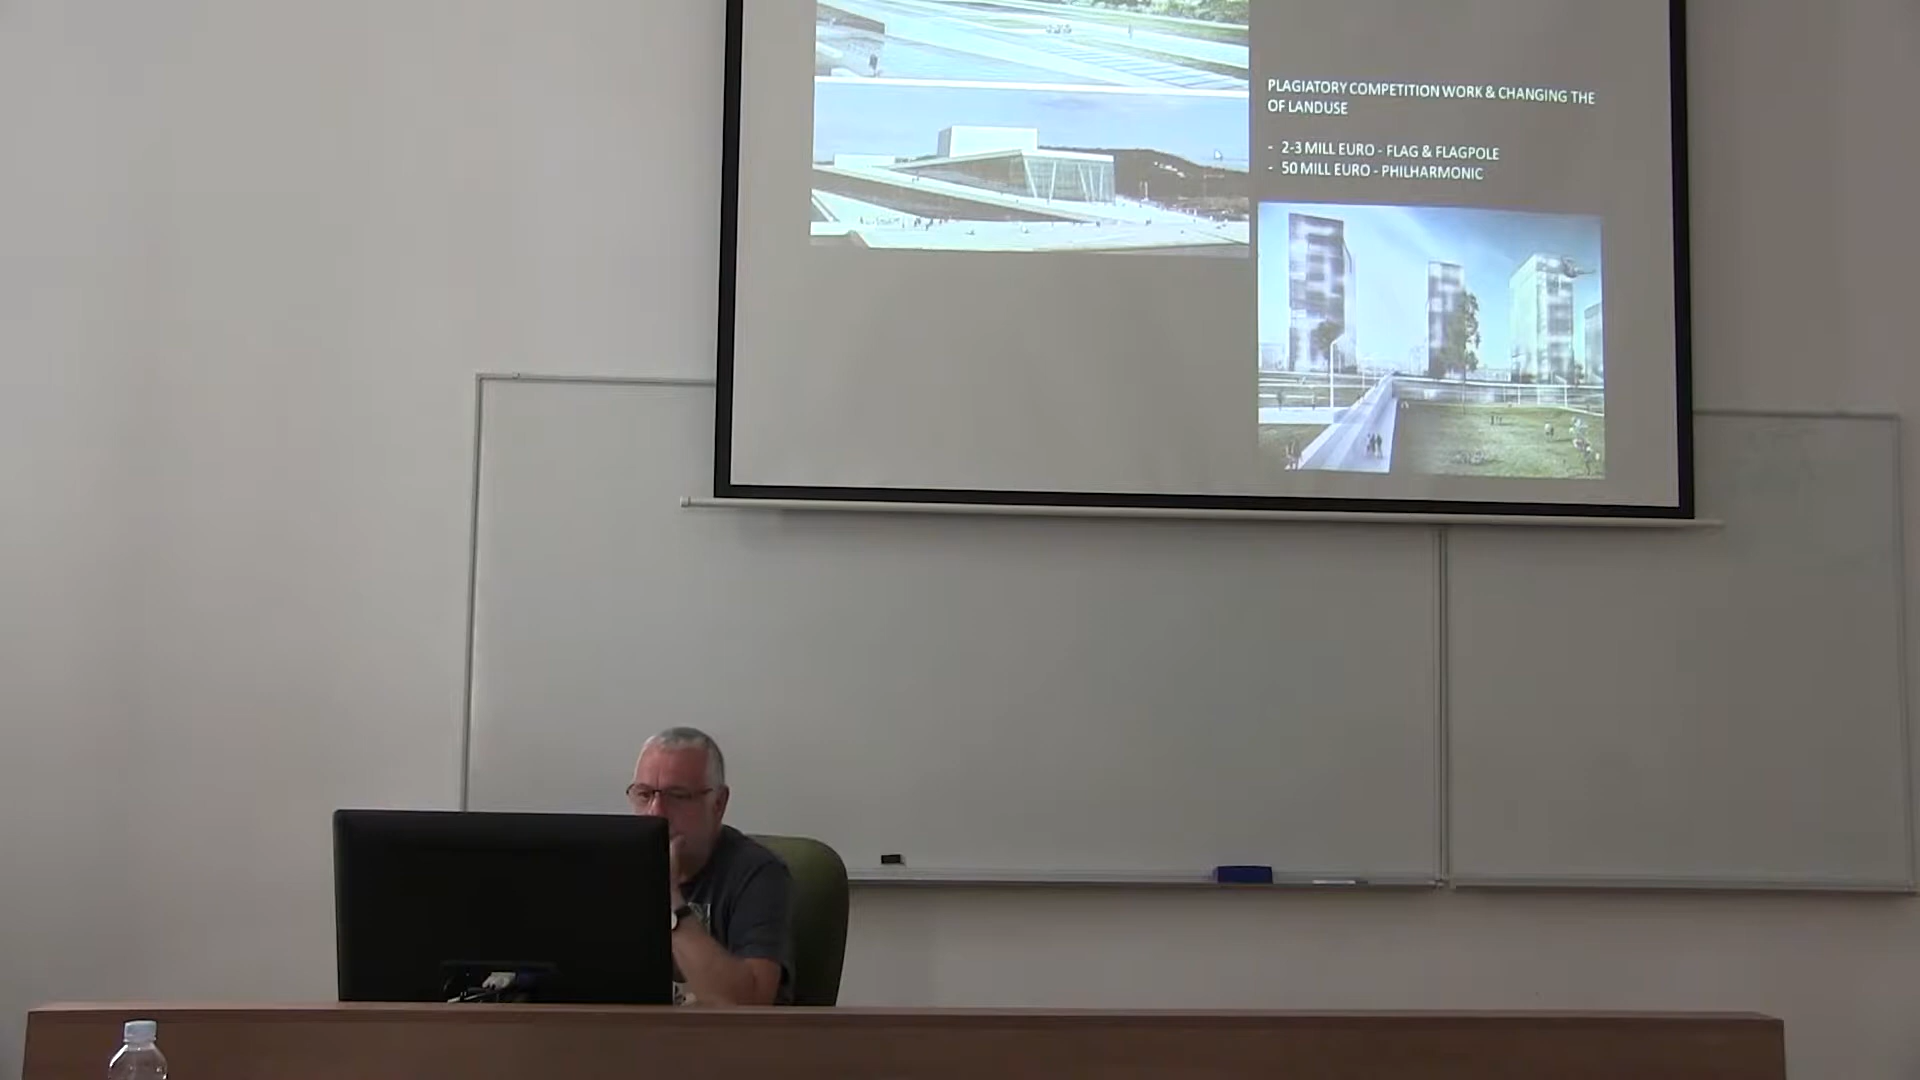 PLAGIATORY COMPETITION WORK & CHANGING THE
OF LANDUSE
- 2-3 MILL EURO - FLAG & FLAGPOLE
- 50 MILL EURO - PHILHARMONIC